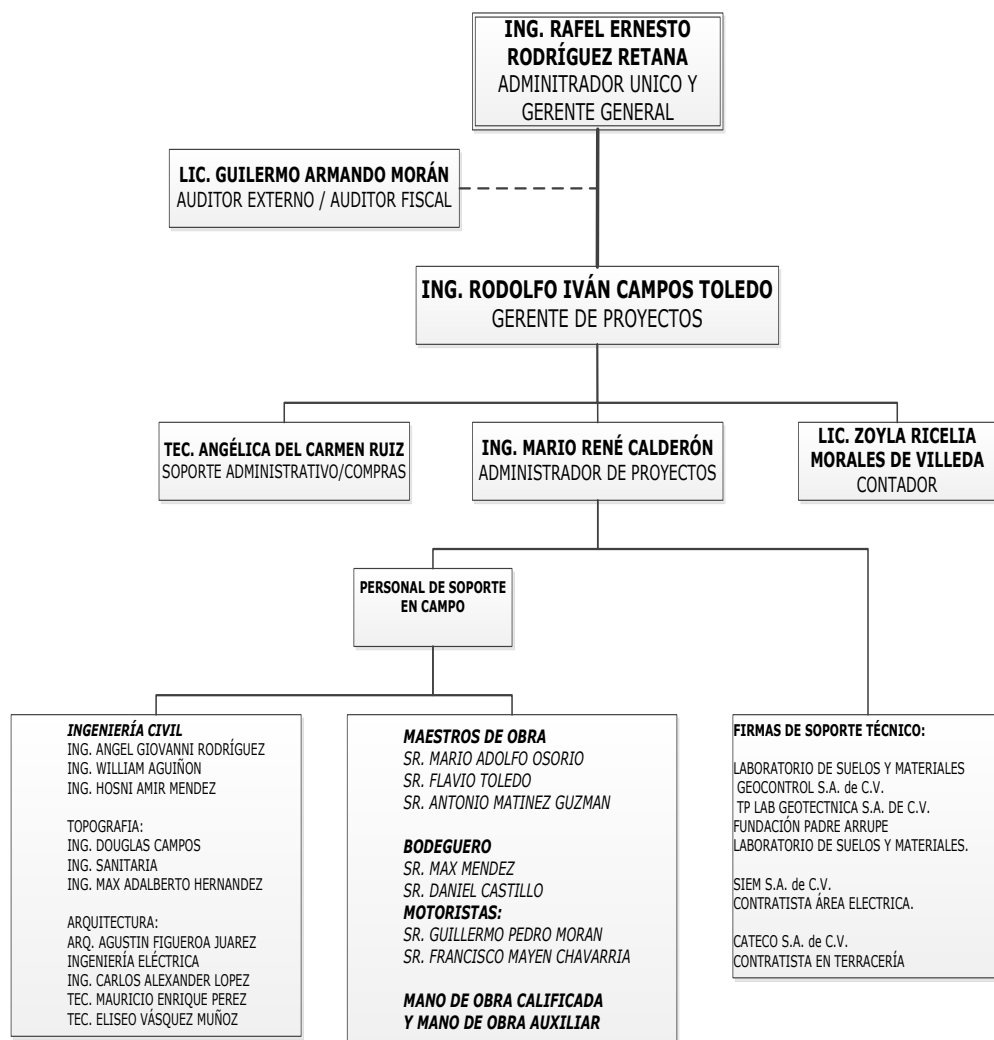 ING. RAFEL ERNESTO
RODRÍGUEZ RETANA
ADMINITRADOR UNICO Y
GERENTE GENERAL
LIC. GUILERMO ARMANDO MORÁN
AUDITOR EXTERNO / AUDITOR FISCAL
ING. RODOLFO IVÁN CAMPOS TOLEDO
GERENTE DE PROYECTOS
TEC. ANGÉLICA DEL CARMEN RUIZ
SOPORTE ADMINISTRATIVO/COMPRAS
ING. MARIO RENÉ CALDERÓN
ADMINISTRADOR DE PROYECTOS
LIC. ZOYLA RICELIA
MORALES DE VILLEDA
CONTADOR
PERSONAL DE SOPORTE
EN CAMPO
INGENIERÍA CIVIL
ING. ANGEL GIOVANNI RODRÍGUEZ
ING. WILLIAM AGUIÑON
ING. HOSNI AMIR MENDEZ
TOPOGRAFIA:
ING. DOUGLAS CAMPOS
ING. SANITARIA
ING. MAX ADALBERTO HERNANDEZ
ARQUITECTURA:
ARQ. AGUSTIN FIGUEROA JUAREZ
INGENIERÍA ELÉCTRICA
ING. CARLOS ALEXANDER LOPEZ
TEC. MAURICIO ENRIQUE PEREZ
TEC. ELISEO VÁSQUEZ MUÑOZ
MAESTROS DE OBRA
SR. MARIO ADOLFO OSORIO
SR. FLAVIO TOLEDO
SR. ANTONIO MATINEZ GUZMAN
BODEGUERO
SR. MAX MENDEZ
SR. DANIEL CASTILLO
MOTORISTAS:
SR. GUILLERMO PEDRO MORAN
SR. FRANCISCO MAYEN CHAVARRIA
MANO DE OBRA CALIFICADA
Y MANO DE OBRA AUXILIAR
FIRMAS DE SOPORTE TÉCNICO:
LABORATORIO DE SUELOS Y MATERIALES
GEOCONTROL S.A. de C.V.
TP LAB GEOTECTNICA S.A. DE C.V.
FUNDACIÓN PADRE ARRUPE
LABORATORIO DE SUELOS Y MATERIALES.
SIEM S.A. de C.V.
CONTRATISTA ÁREA ELECTRICA.
CATECO S.A. de C.V.
CONTRATISTA EN TERRACERÍA